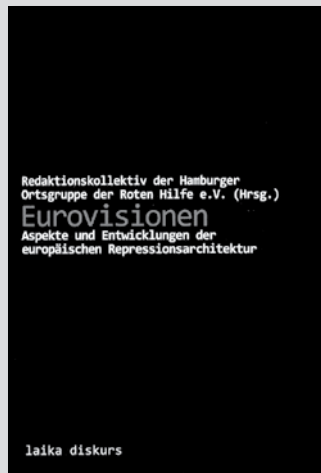 Redaktionskollektiv der Hamburger
Ortsgruppe der Roten Hilfe e.V. (Hrsg.)
Eurovisionen
Aspekte und Entwicklungen der
europäischen Repressionsarchitektur
laika diskurs